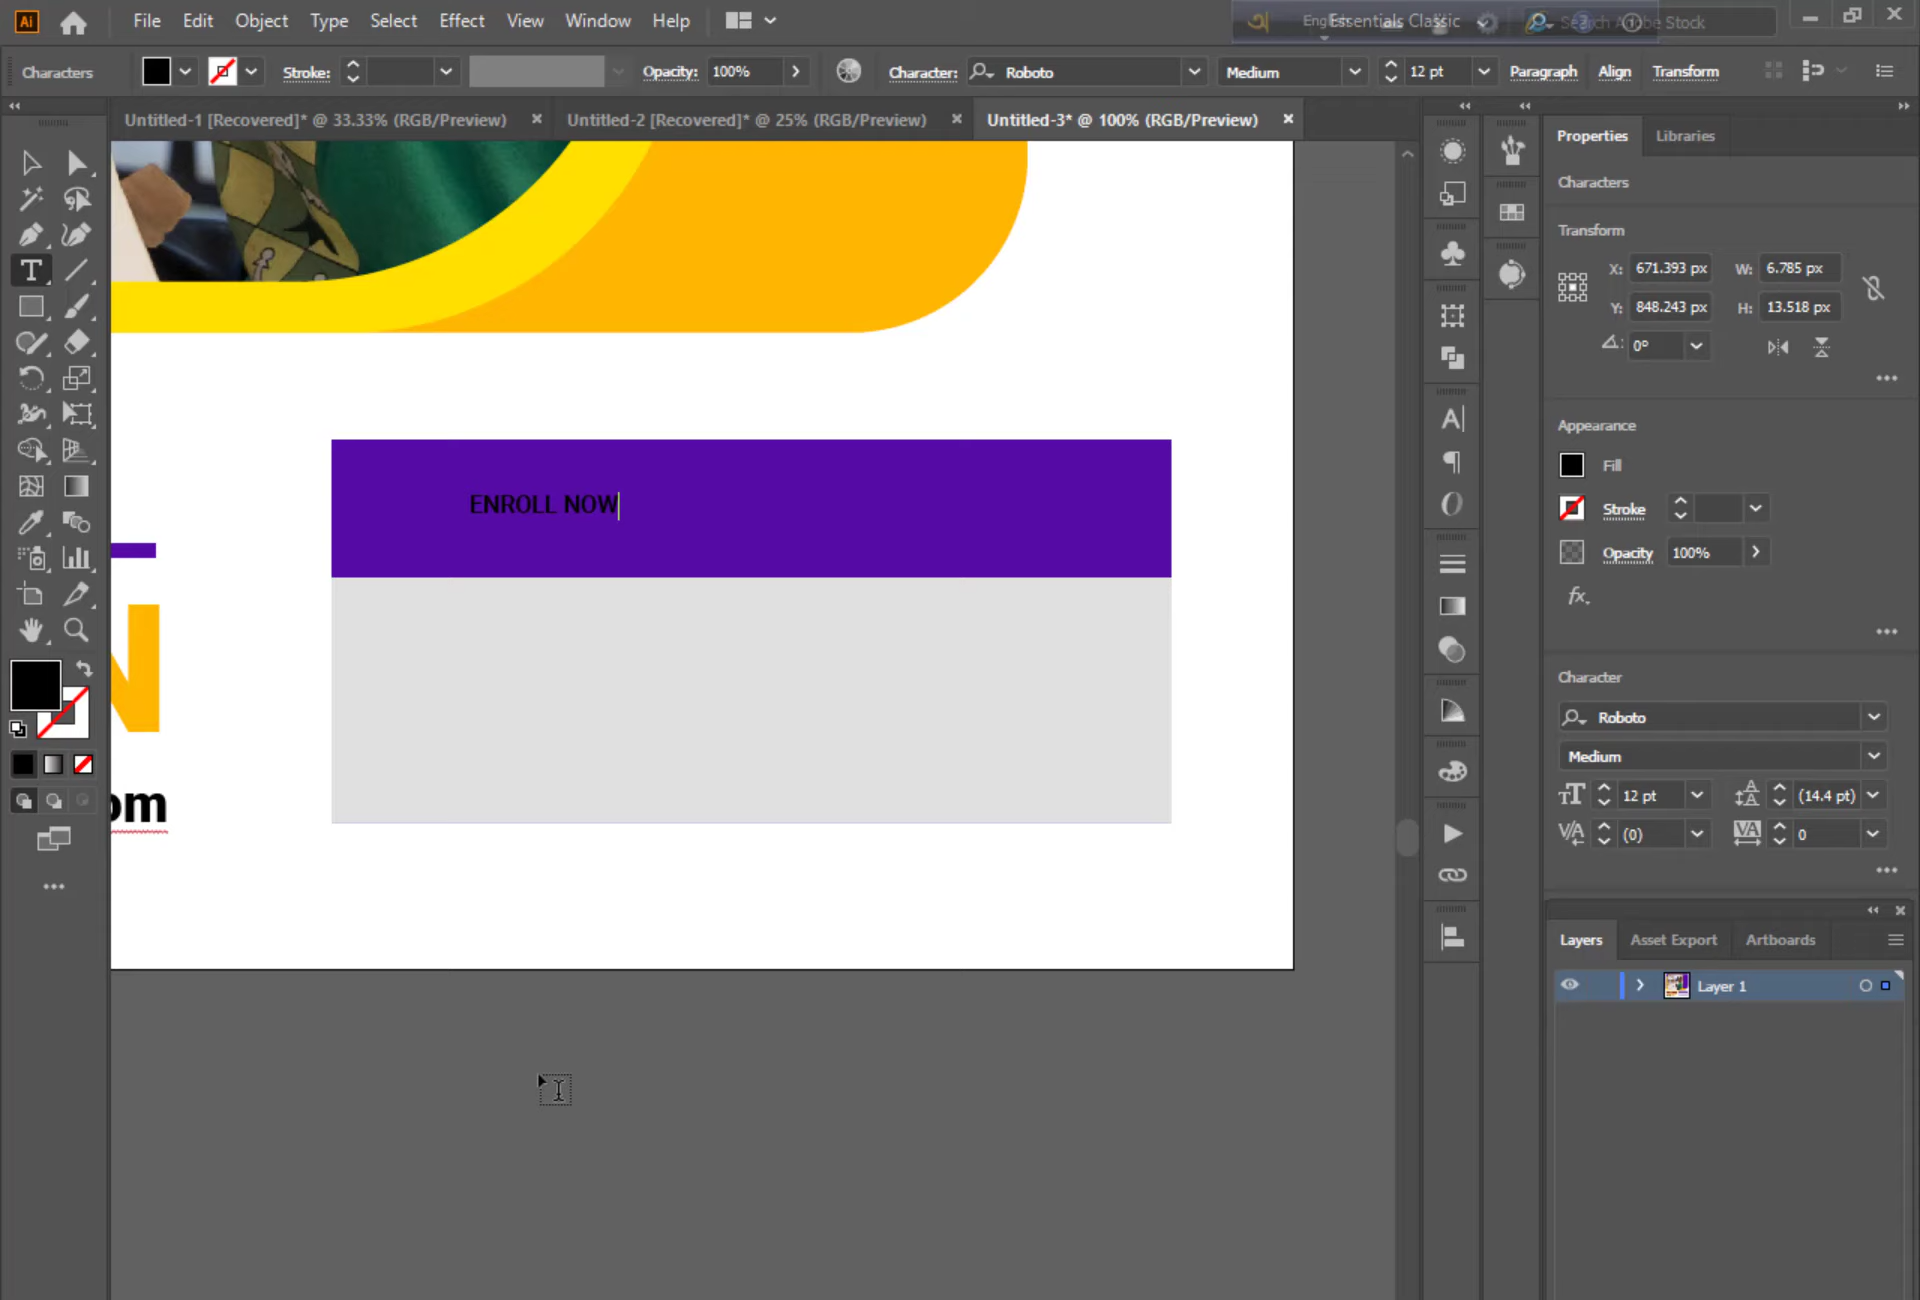 File Edit Object Type Select Effect View Window Help Essentials Classic Search Adobe Stock
Characters Stroke: Opacity: 100% Character: Roboto Medium 12 pt Paragraph Align Transform
Untitled-1 [Recovered]* @ 33.33% (RGB/Preview) Untitled-2 [Recovered]* @ 25% (RGB/Preview) Untitled-3* @ 100% (RGB/Preview)
Properties Libraries
Characters
Transform
X: 671.393 px W: 6.785 px
Y: 848.243 px H: 13.518 px
0°
Appearance
Fill
Stroke
Opacity 100%
fx
Character
Roboto
Medium
12 pt (14.4 pt)
(0) 0
Layers Asset Export Artboards
Layer 1
ENROLL NOW
N
om